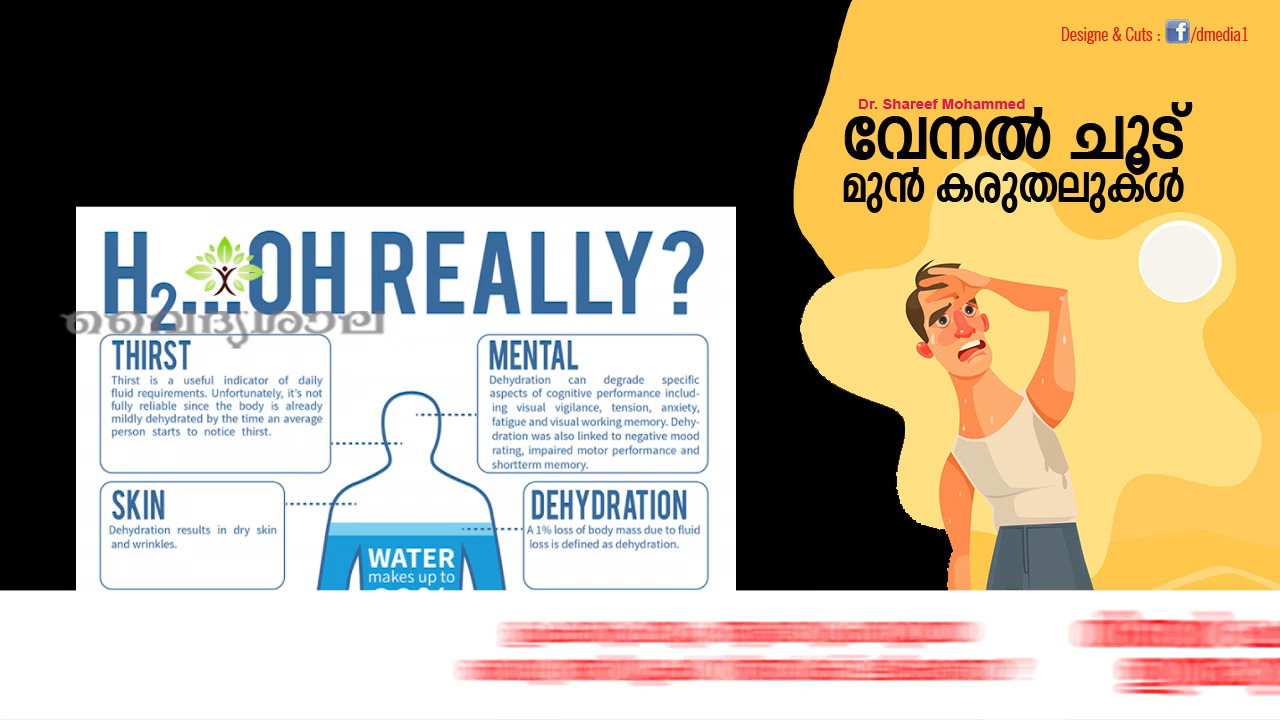 Designe & Cuts : f/dmedia1
Dr. Shareef Mohammed
വേനൽ ചൂട്
മുൻ കരുതലുകൾ
H2...OH REALLY?
വൈദ്യശാല
THIRST
Thirst is a useful indicator of daily
fluid requirements. Unfortunately, it's not
fully reliable since the body is already
mildly dehydrated by the time an average
person starts to notice thirst.
MENTAL
Dehydration can degrade specific
aspects of cognitive performance includ-
ing visual vigilance, tension, anxiety,
fatigue and visual working memory. Dehy-
dration was also linked to negative mood
rating, impaired motor performance and
shortterm memory.
SKIN
Dehydration results in dry skin
and wrinkles.
DEHYDRATION
A 1% loss of body mass due to fluid
loss is defined as dehydration.
WATER
makes up to